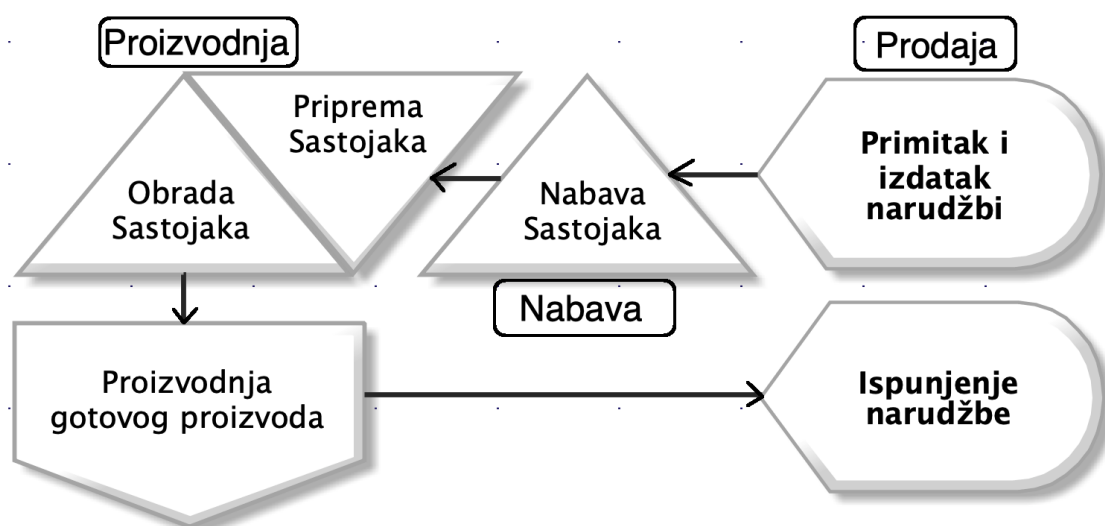 Proizvodnja
Prodaja
Priprema
Sastojaka
Obrada
Sastojaka
Nabava
Sastojaka
Primitak i
izdatak
narudžbi
Nabava
Proizvodnja
gotovog proizvoda
Ispunjenje
narudžbe